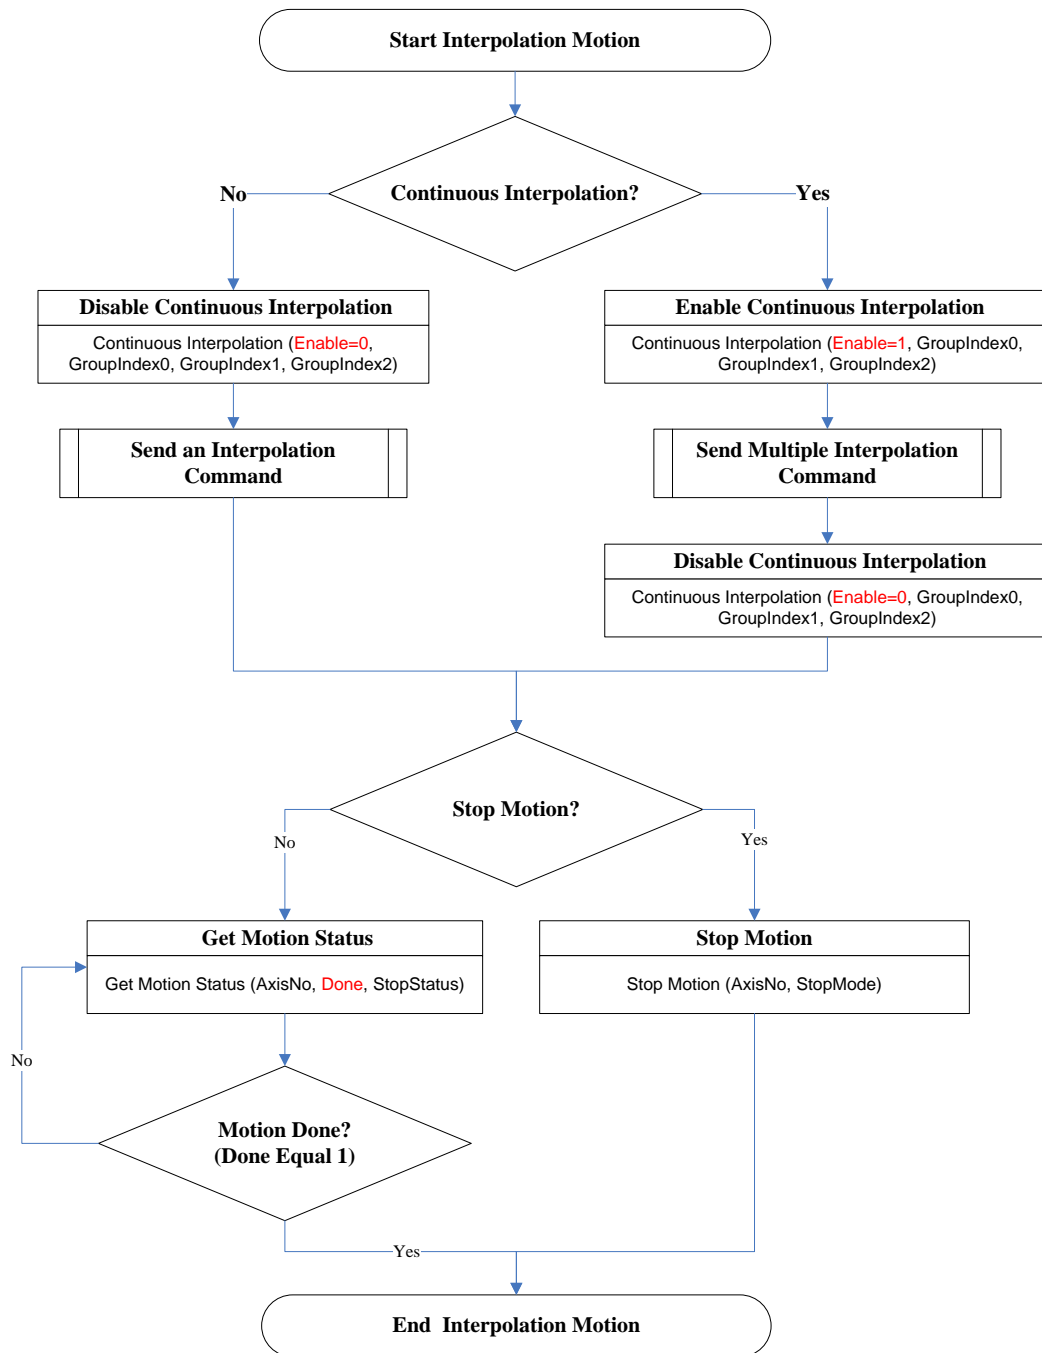 Start Interpolation Motion
Continuous Interpolation?
No
Yes
Disable Continuous Interpolation
Continuous Interpolation (Enable=0,
GroupIndex0, GroupIndex1, GroupIndex2)
Enable Continuous Interpolation
Continuous Interpolation (Enable=1, GroupIndex0,
GroupIndex1, GroupIndex2)
Send an Interpolation
Command
Send Multiple Interpolation
Command
Disable Continuous Interpolation
Continuous Interpolation (Enable=0, GroupIndex0,
GroupIndex1, GroupIndex2)
Stop Motion?
No
Yes
Get Motion Status
Get Motion Status (AxisNo, Done, StopStatus)
Stop Motion
Stop Motion (AxisNo, StopMode)
No
Motion Done?
(Done Equal 1)
Yes
End  Interpolation Motion